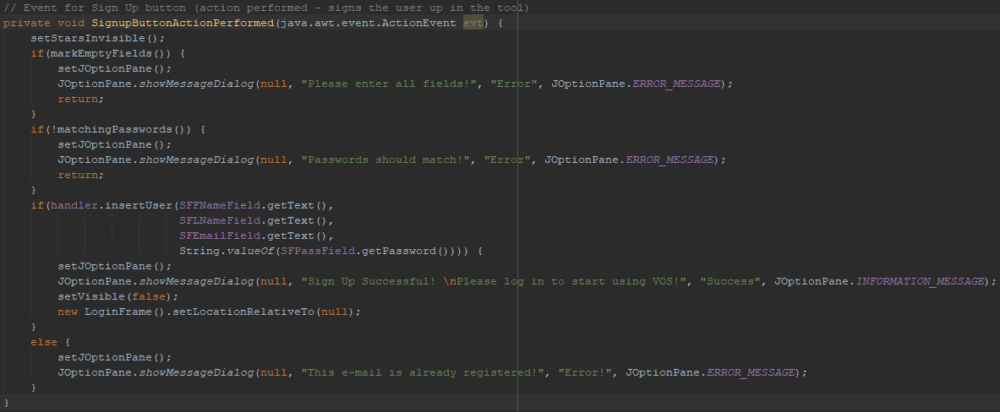 // Event for Sign Up button (action performed - signs the user up in the tool)
private void SignupButtonActionPerformed(java.awt.event.ActionEvent evt) {
    setStarsInvisible();
    if(markEmptyFields()) {
        setJOptionPane();
        JOptionPane.showMessageDialog(null, "Please enter all fields!", "Error", JOptionPane.ERROR_MESSAGE);
        return;
    }
    if(!matchingPasswords()) {
        setJOptionPane();
        JOptionPane.showMessageDialog(null, "Passwords should match!", "Error", JOptionPane.ERROR_MESSAGE);
        return;
    }
    if(handler.insertUser(SFFNameField.getText(),
                          SFLNameField.getText(),
                          SFEmailField.getText(),
                          String.valueOf(SFPassField.getPassword()))) {
        setJOptionPane();
        JOptionPane.showMessageDialog(null, "Sign Up Successful! \nPlease log in to start using VOS!", "Success", JOptionPane.INFORMATION_MESSAGE);
        setVisible(false);
        new LoginFrame().setLocationRelativeTo(null);
    }
    else {
        setJOptionPane();
        JOptionPane.showMessageDialog(null, "This e-mail is already registered!", "Error!", JOptionPane.ERROR_MESSAGE);
    }
}